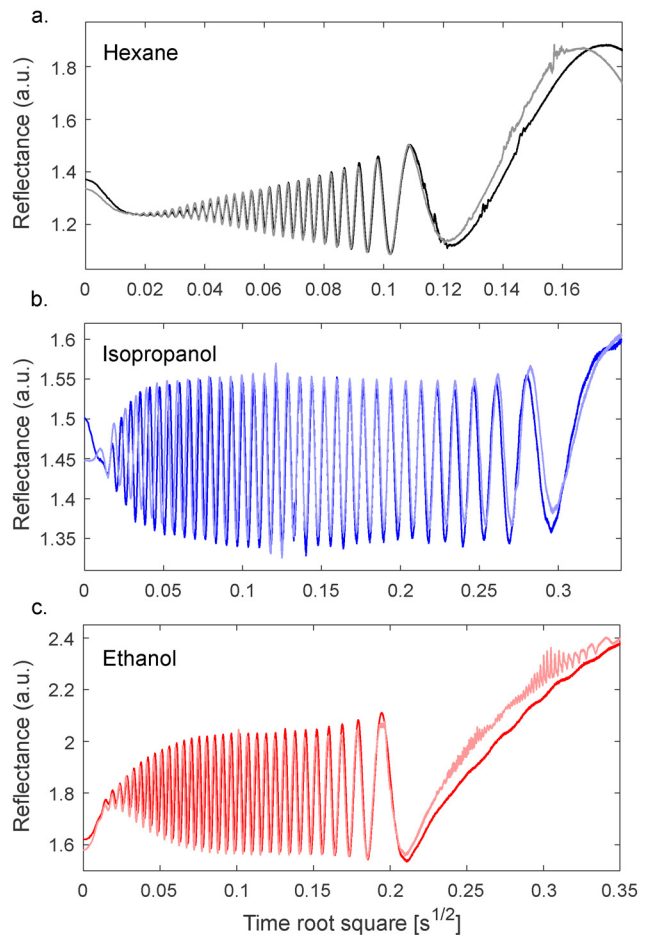 a.
Hexane
Reflectance (a.u.)
1.8
1.6
1.4
1.2
0 0.02 0.04 0.06 0.08 0.1 0.12 0.14 0.16
b.
Isopropanol
Reflectance (a.u.)
1.6
1.55
1.5
1.45
1.4
1.35
0 0.05 0.1 0.15 0.2 0.25 0.3
c.
Ethanol
Reflectance (a.u.)
2.4
2.2
2
1.8
1.6
0 0.05 0.1 0.15 0.2 0.25 0.3 0.35
Time root square [s^1/2]